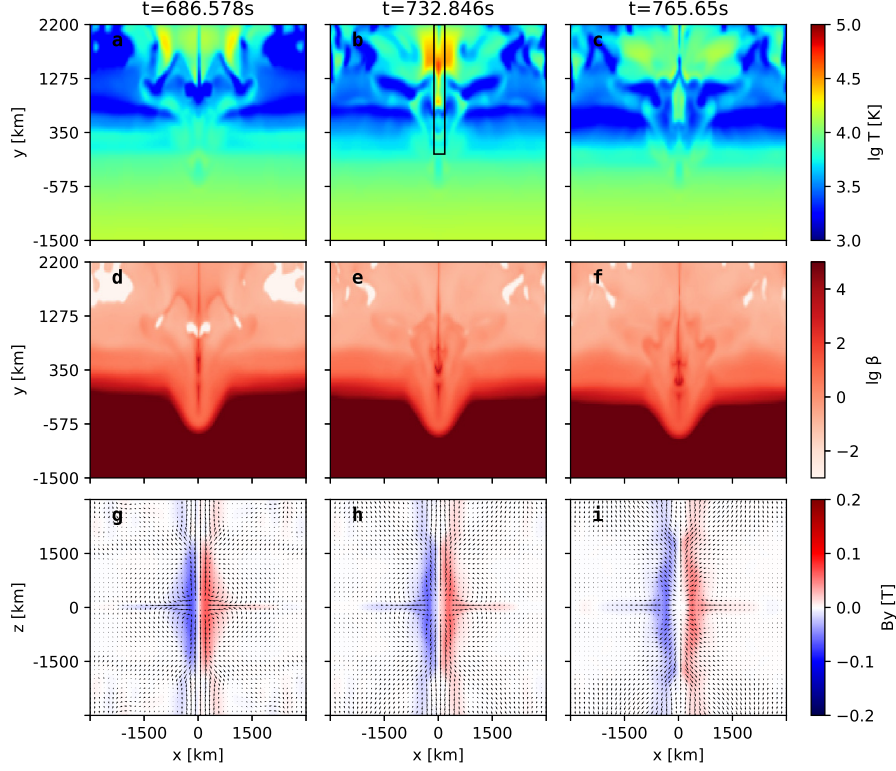 t=686.578s t=732.846s t=765.65s
2200 a b c 5.0
1275 4.5
y [km] 350 4.0 lg T [K]
-575 3.5
-1500 3.0
2200 d e f
4
1275 2
y [km] 350 0 lg β
-575 −2
-1500
g h i 0.2
1500 0.1
z [km] 0 0.0 By [T]
-1500 −0.1
−0.2
-1500 0 1500 -1500 0 1500 -1500 0 1500
x [km] x [km] x [km]